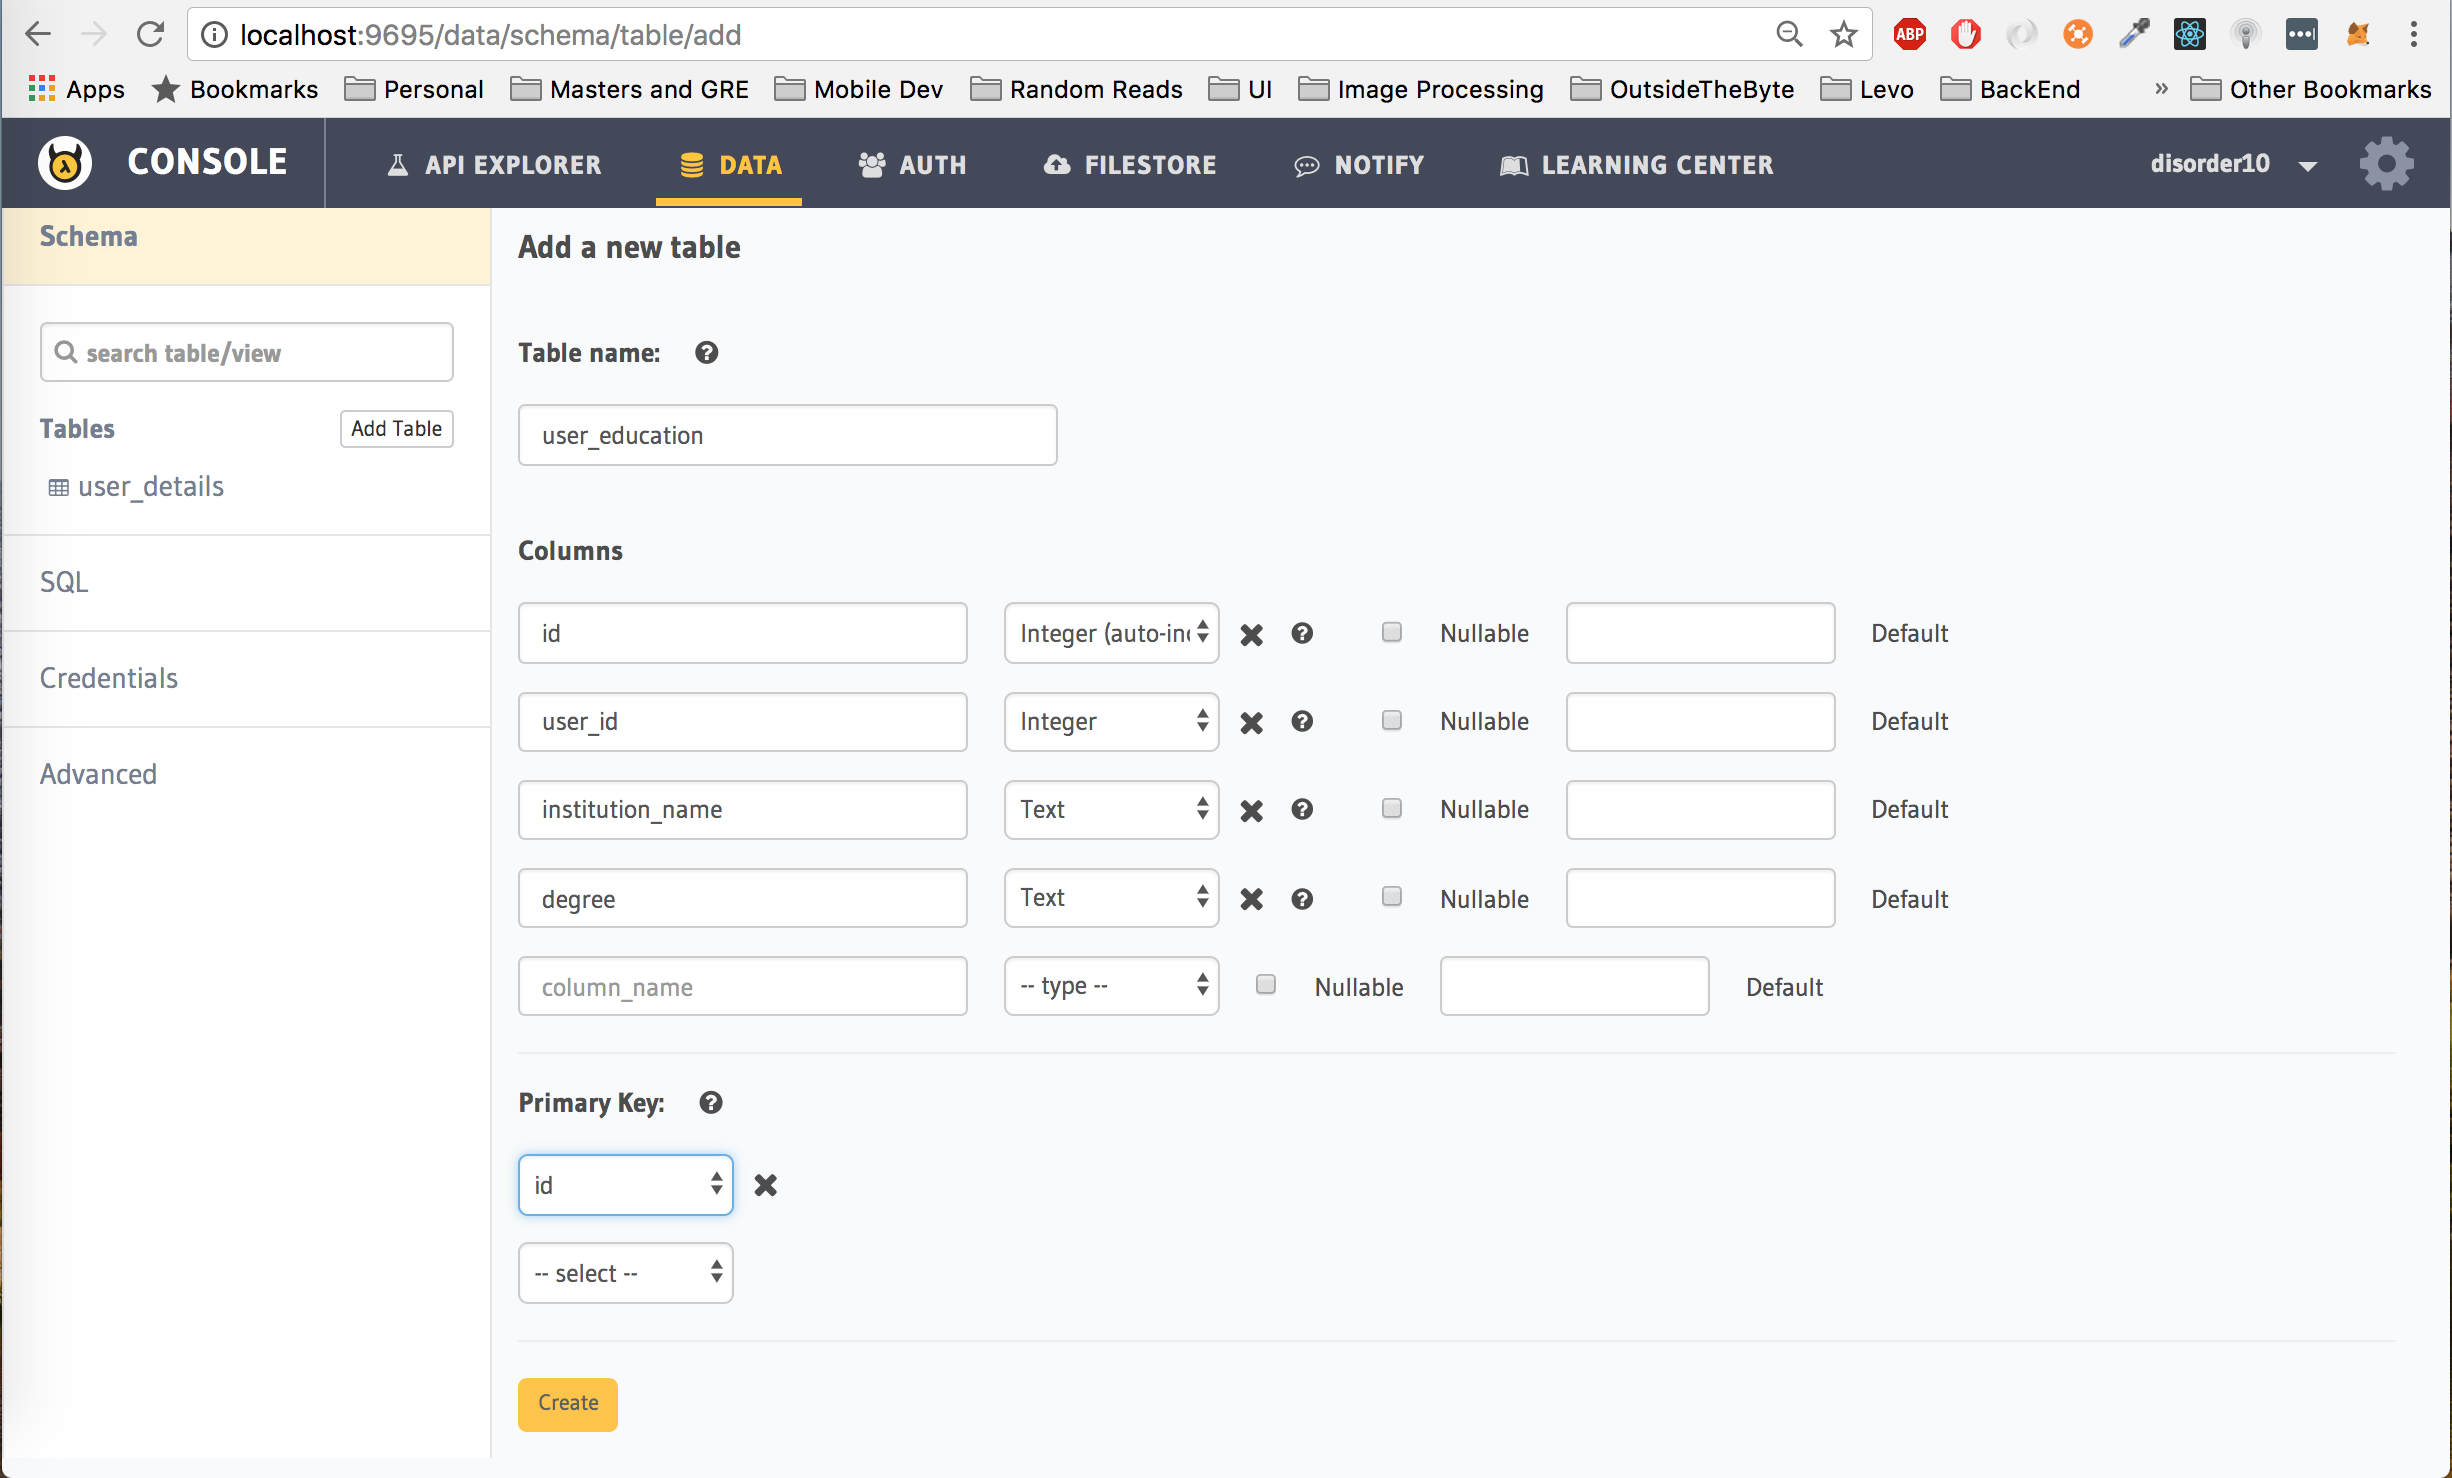 localhost:9695/data/schema/table/add
ABP
Apps Bookmarks Personal Masters and GRE Mobile Dev Random Reads UI Image Processing OutsideTheByte Levo BackEnd » Other Bookmarks
CONSOLE API EXPLORER DATA AUTH FILESTORE NOTIFY LEARNING CENTER disorder10
Schema
search table/view
Tables Add Table
user_details
SQL
Credentials
Advanced
Add a new table
Table name:
user_education
Columns
id Integer (auto-inc Nullable Default
user_id Integer Nullable Default
institution_name Text Nullable Default
degree Text Nullable Default
column_name -- type -- Nullable Default
Primary Key:
id
-- select --
Create